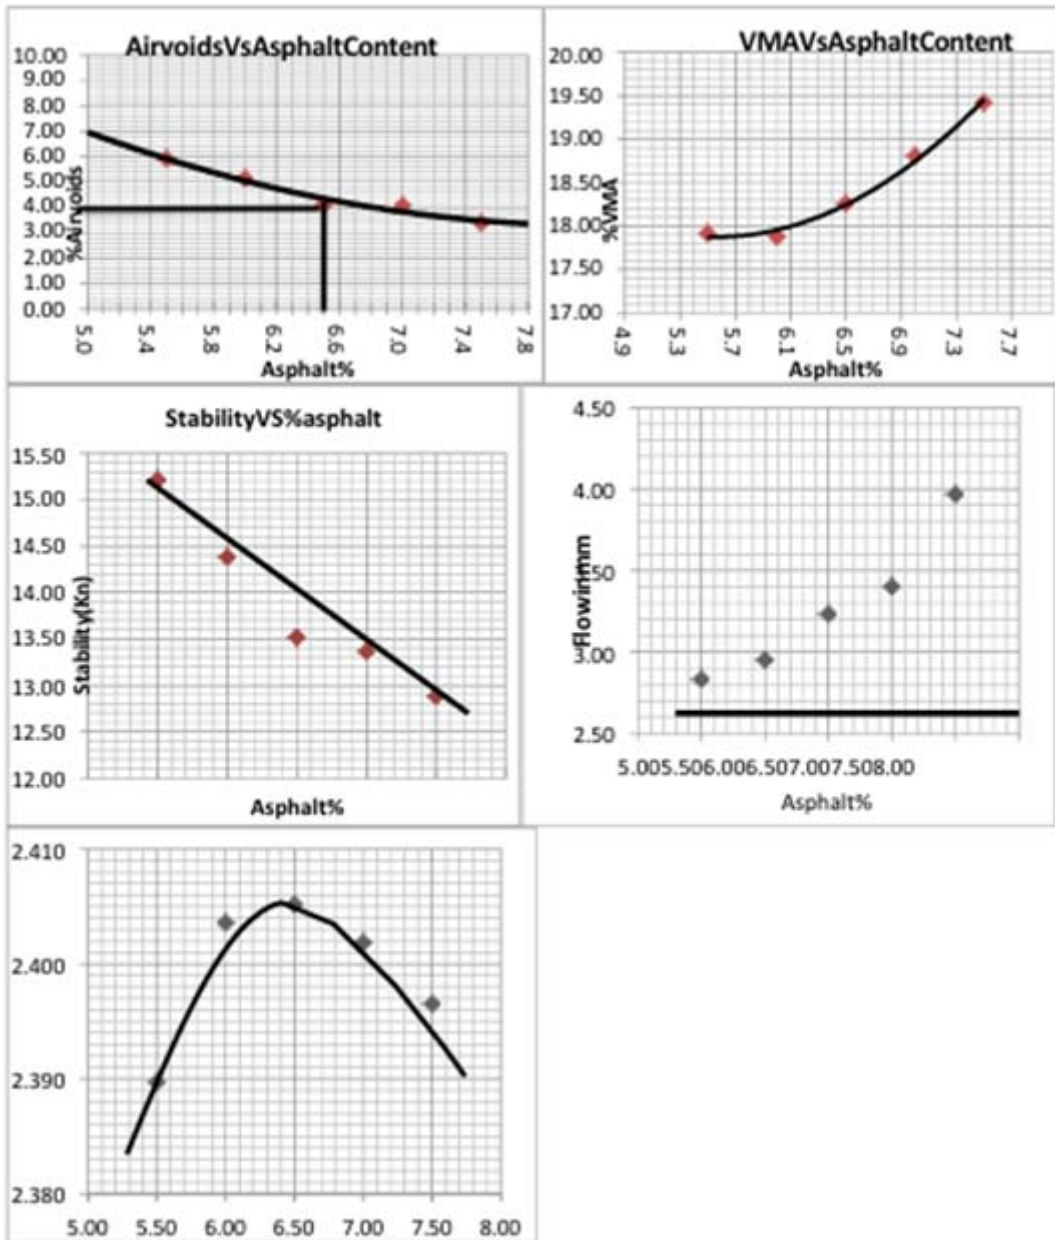 AirvoidsVsAsphaltContent
10.00
9.00
8.00
7.00
6.00
5.00
4.00
3.00
2.00
1.00
0.00
%Airvoids
5.0 5.4 5.8 6.2 6.6 7.0 7.4 7.8
Asphalt%
VMAVsAsphaltContent
20.00
19.50
19.00
18.50
18.00
17.50
17.00
%VMA
4.9 5.3 5.7 6.1 6.5 6.9 7.3 7.7
Asphalt%
StabilityVS%asphalt
15.50
15.00
14.50
14.00
13.50
13.00
12.50
12.00
Stability(Kn)
Asphalt%
4.50
4.00
3.50
3.00
2.50
Flowinmm
5.005.506.006.507.007.508.00
Asphalt%
2.410
2.400
2.390
2.380
5.00 5.50 6.00 6.50 7.00 7.50 8.00